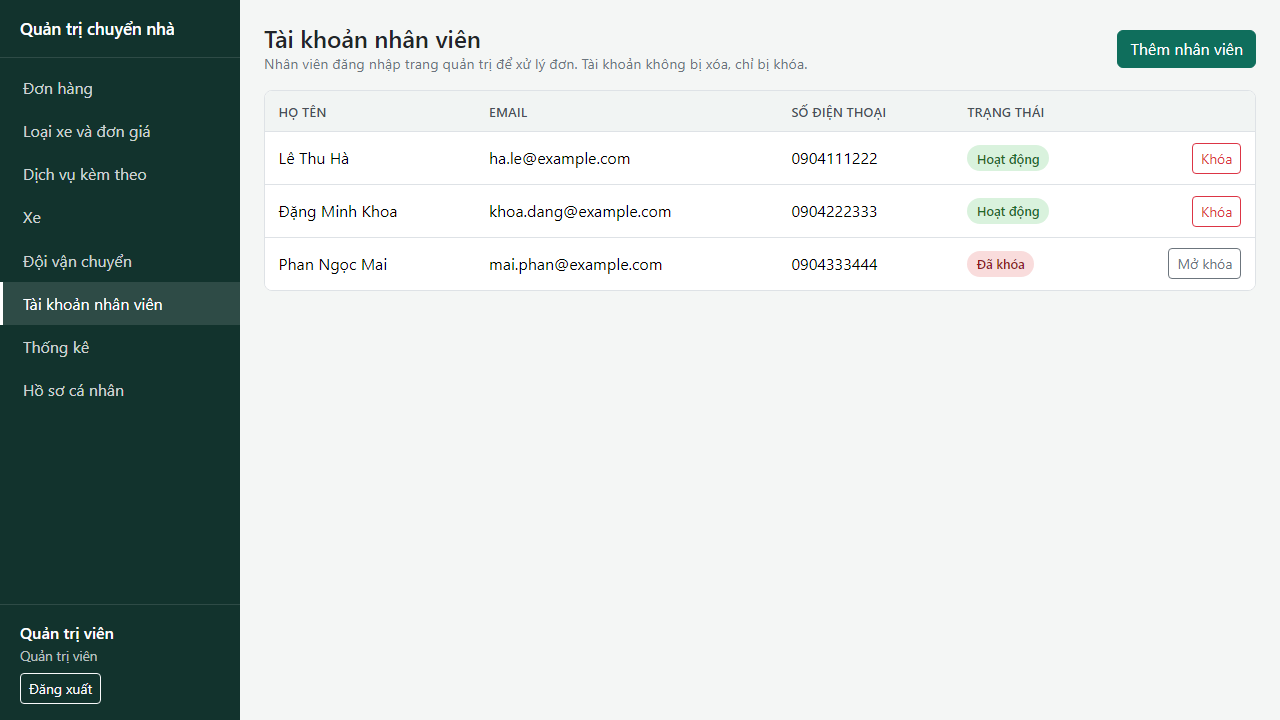 Quản trị chuyển nhà
Đơn hàng
Loại xe và đơn giá
Dịch vụ kèm theo
Xe
Đội vận chuyển
Tài khoản nhân viên
Thống kê
Hồ sơ cá nhân
Quản trị viên
Quản trị viên
Đăng xuất
Tài khoản nhân viên
Nhân viên đăng nhập trang quản trị để xử lý đơn. Tài khoản không bị xóa, chỉ bị khóa.
Thêm nhân viên
HỌ TÊN EMAIL SỐ ĐIỆN THOẠI TRẠNG THÁI
Lê Thu Hà ha.le@example.com 0904111222 Hoạt động Khóa
Đặng Minh Khoa khoa.dang@example.com 0904222333 Hoạt động Khóa
Phan Ngọc Mai mai.phan@example.com 0904333444 Đã khóa Mở khóa